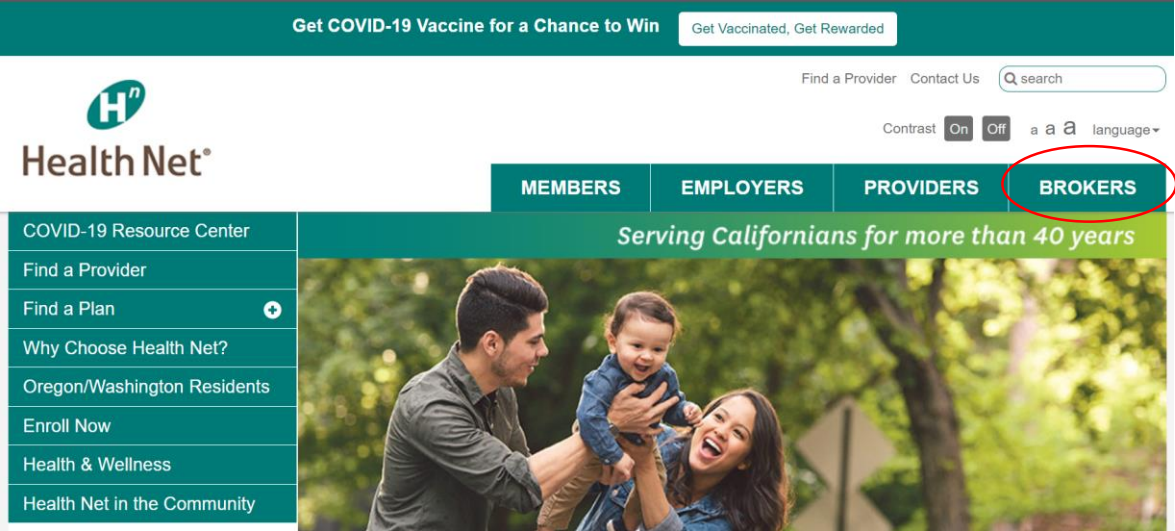 Get COVID-19 Vaccine for a Chance to Win Get Vaccinated, Get Rewarded
Find a Provider Contact Us search
Contrast On Off a a a language
Hn
Health Net®
MEMBERS EMPLOYERS PROVIDERS BROKERS
COVID-19 Resource Center
Find a Provider
Find a Plan
Why Choose Health Net?
Oregon/Washington Residents
Enroll Now
Health & Wellness
Health Net in the Community
Serving Californians for more than 40 years